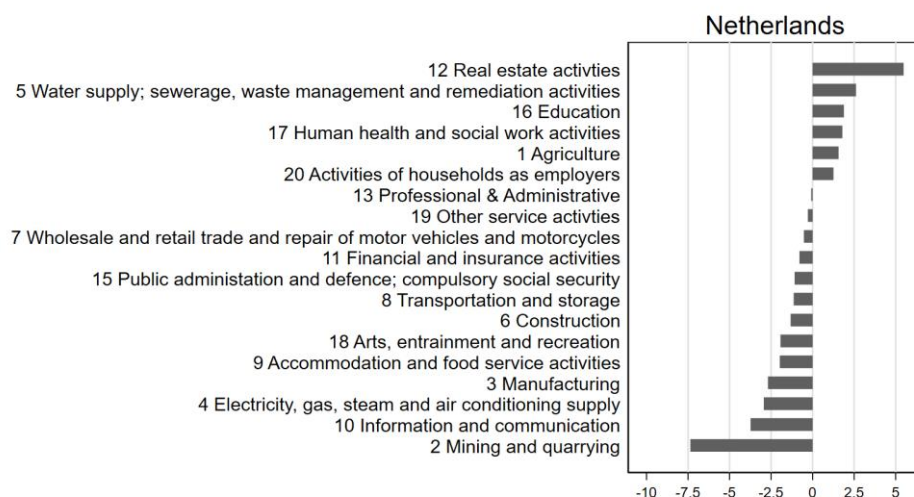 Netherlands
12 Real estate activties
5 Water supply; sewerage, waste management and remediation activities
16 Education
17 Human health and social work activities
1 Agriculture
20 Activities of households as employers
13 Professional & Administrative
19 Other service activties
7 Wholesale and retail trade and repair of motor vehicles and motorcycles
11 Financial and insurance activities
15 Public administation and defence; compulsory social security
8 Transportation and storage
6 Construction
18 Arts, entrainment and recreation
9 Accommodation and food service activities
3 Manufacturing
4 Electricity, gas, steam and air conditioning supply
10 Information and communication
2 Mining and quarrying
-10 -7.5 -5 -2.5 0 2.5 5